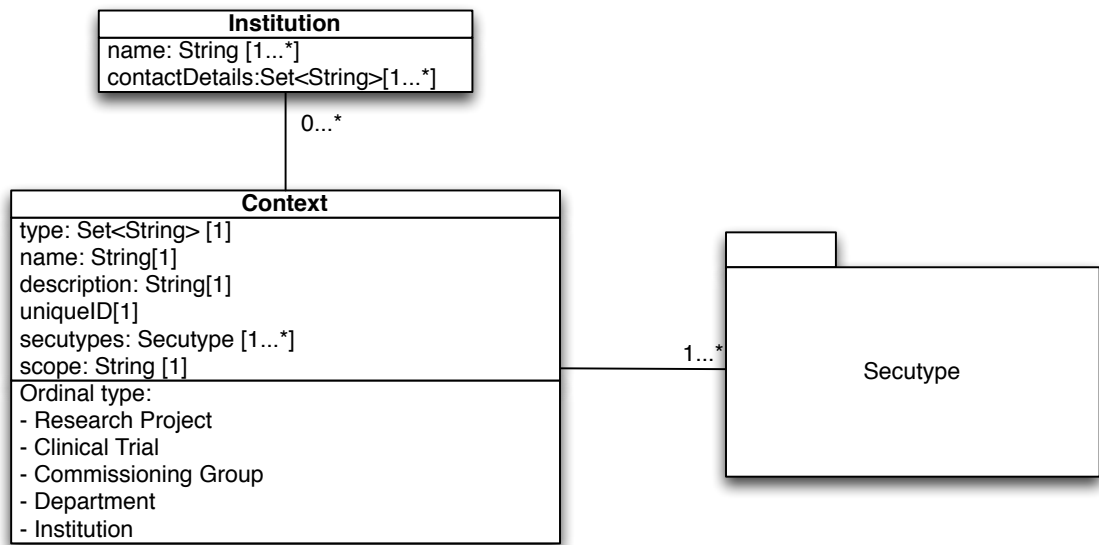 Institution
name: String [1...*]
contactDetails:Set<String>[1...*]
0...*
Context
type: Set<String> [1]
name: String[1]
description: String[1]
uniqueID[1]
secutypes: Secutype [1...*]
scope: String [1]
Ordinal type:
- Research Project
- Clinical Trial
- Commissioning Group
- Department
- Institution
1...*
Secutype